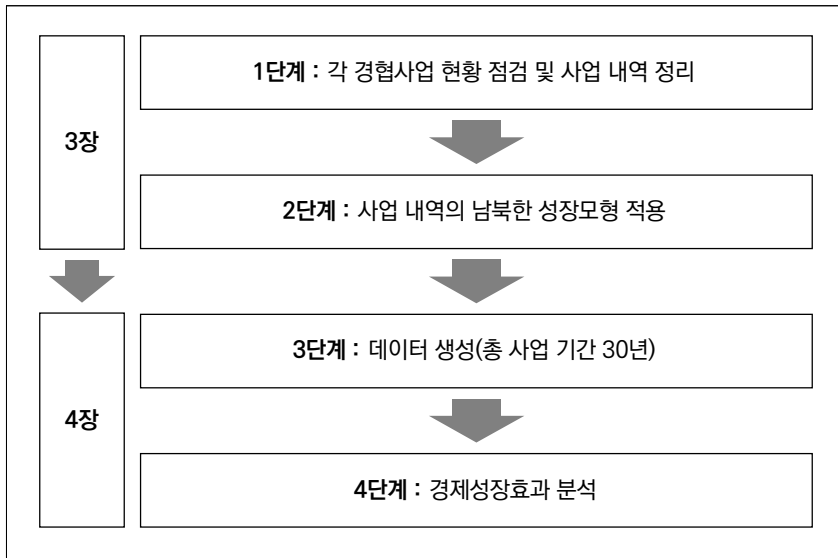 3장
1단계 : 각 경협사업 현황 점검 및 사업 내역 정리
2단계 : 사업 내역의 남북한 성장모형 적용
4장
3단계 : 데이터 생성(총 사업 기간 30년)
4단계 : 경제성장효과 분석